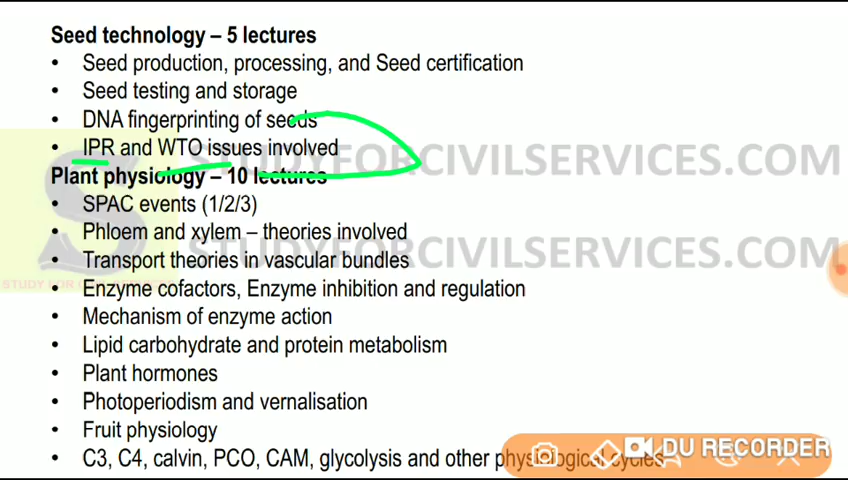 Seed technology – 5 lectures
• Seed production, processing, and Seed certification
• Seed testing and storage
• DNA fingerprinting of seeds
• IPR and WTO issues involved
STUDYFORCIVILSERVICES.COM
Plant physiology – 10 lectures
• SPAC events (1/2/3)
• Phloem and xylem – theories involved
STUDYFORCIVILSERVICES.COM
• Transport theories in vascular bundles
STUDY FOR
• Enzyme cofactors, Enzyme inhibition and regulation
• Mechanism of enzyme action
• Lipid carbohydrate and protein metabolism
• Plant hormones
• Photoperiodism and vernalisation
• Fruit physiology
DU RECORDER
• C3, C4, calvin, PCO, CAM, glycolysis and other physiological cycles